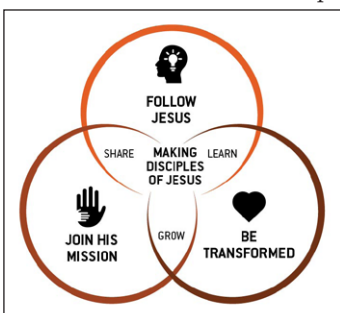 FOLLOW
JESUS
SHARE
MAKING
DISCIPLES
OF JESUS
LEARN
JOIN HIS
MISSION
GROW
BE
TRANSFORMED